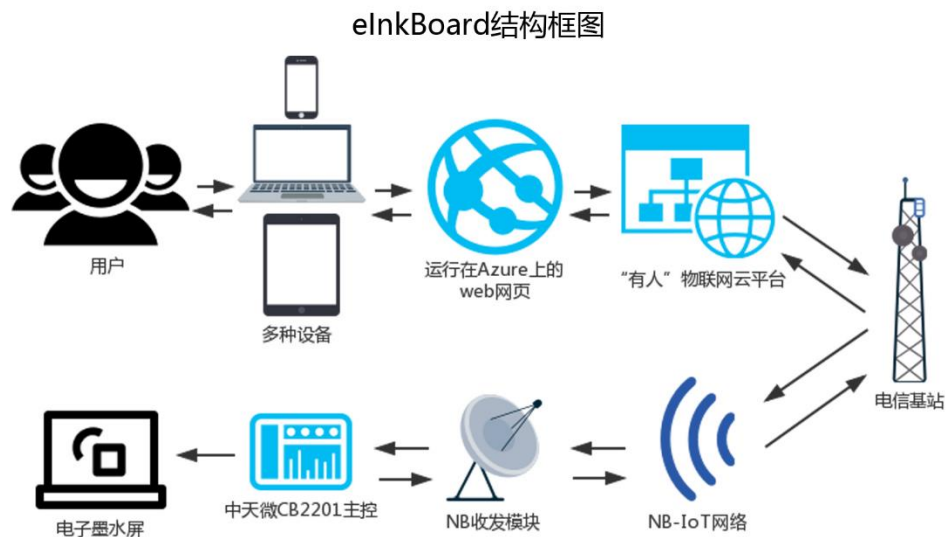 eInkBoard结构框图
用户
多种设备
运行在Azure上的
web网页
“有人”物联网云平台
电信基站
电子墨水屏
中天微CB2201主控
NB收发模块
NB-IoT网络